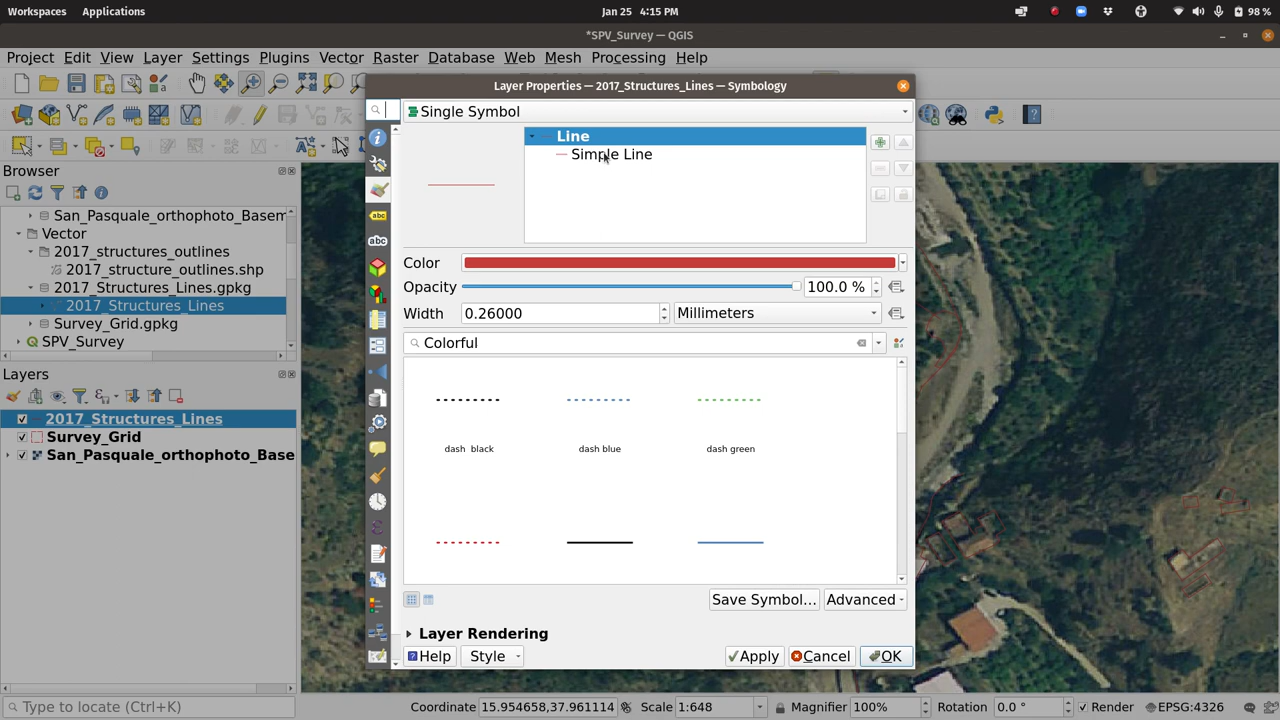 Workspaces Applications Jan 25 4:15 PM 98 %
*SPV_Survey — QGIS
Project Edit View Layer Settings Plugins Vector Raster Database Web Mesh Processing Help
Layer Properties — 2017_Structures_Lines — Symbology
Single Symbol
Line
Simple Line
Browser
San_Pasquale_orthophoto_Basem
Vector
2017_structures_outlines
2017_structure_outlines.shp
2017_Structures_Lines.gpkg
2017_Structures_Lines
Survey_Grid.gpkg
SPV_Survey
Layers
2017_Structures_Lines
Survey_Grid
San_Pasquale_orthophoto_Base
abc
abc
Color
Opacity 100.0 %
Width 0.26000 Millimeters
Colorful
dash black dash blue dash green
Save Symbol... Advanced
Layer Rendering
Help Style Apply Cancel OK
Type to locate (Ctrl+K) Coordinate 15.954658,37.961114 Scale 1:648 Magnifier 100% Rotation 0.0 ° Render EPSG:4326